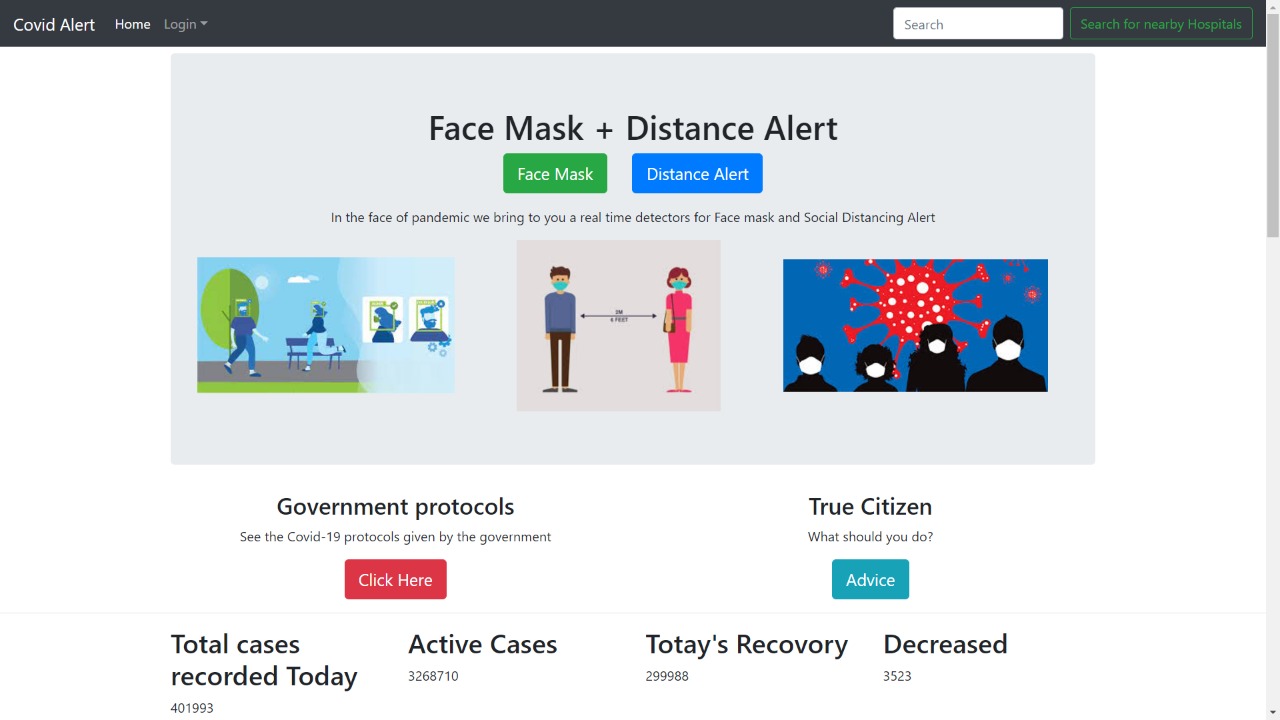 Covid Alert Home Login Search Search for nearby Hospitals
Face Mask + Distance Alert
Face Mask Distance Alert
In the face of pandemic we bring to you a real time detectors for Face mask and Social Distancing Alert
2M
6 FEET
Government protocols
See the Covid-19 protocols given by the government
Click Here
True Citizen
What should you do?
Advice
Total cases
recorded Today
401993
Active Cases
3268710
Totay's Recovory
299988
Decreased
3523